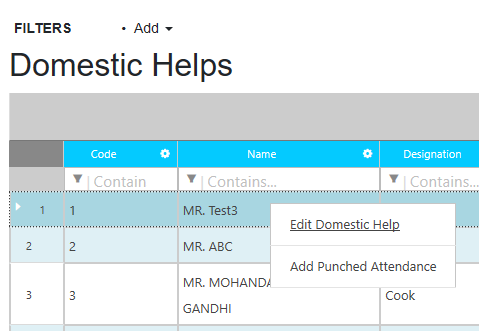 FILTERS • Add
Domestic Helps
Code Name Designation
Contain Contains... Contains...
1 1 MR. Test3
Edit Domestic Help
2 2 MR. ABC
Add Punched Attendance
3 3 MR. MOHANDA Cook
GANDHI